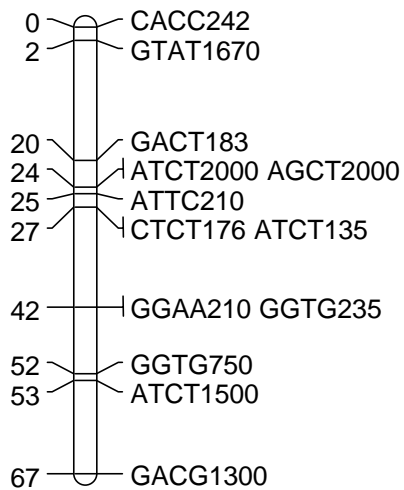 0 CACC242
2 GTAT1670
20 GACT183
24 ATCT2000 AGCT2000
25 ATTC210
27 CTCT176 ATCT135
42 GGAA210 GGTG235
52 GGTG750
53 ATCT1500
67 GACG1300